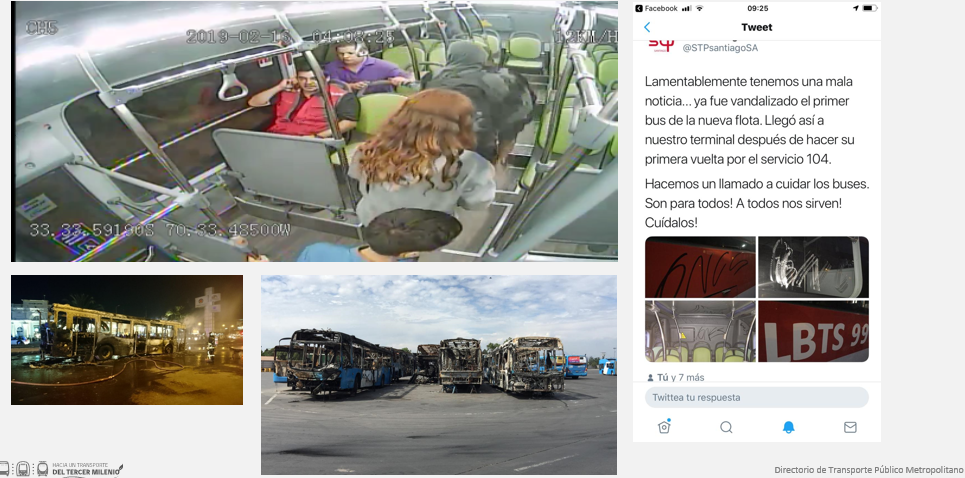 CH5
2019-02-16 04:08:25
12KM/H
33.33.59190S 70.33.48500W
Facebook
09:25
Tweet
@STPsantiagoSA
Lamentablemente tenemos una mala
noticia... ya fue vandalizado el primer
bus de la nueva flota. Llegó así a
nuestro terminal después de hacer su
primera vuelta por el servicio 104.
Hacemos un llamado a cuidar los buses.
Son para todos! A todos nos sirven!
Cuídalos!
LBTS 99
Tú y 7 más
Twittea tu respuesta
HACIA UN TRANSPORTE
DEL TERCER MILENIO
Directorio de Transporte Público Metropolitano